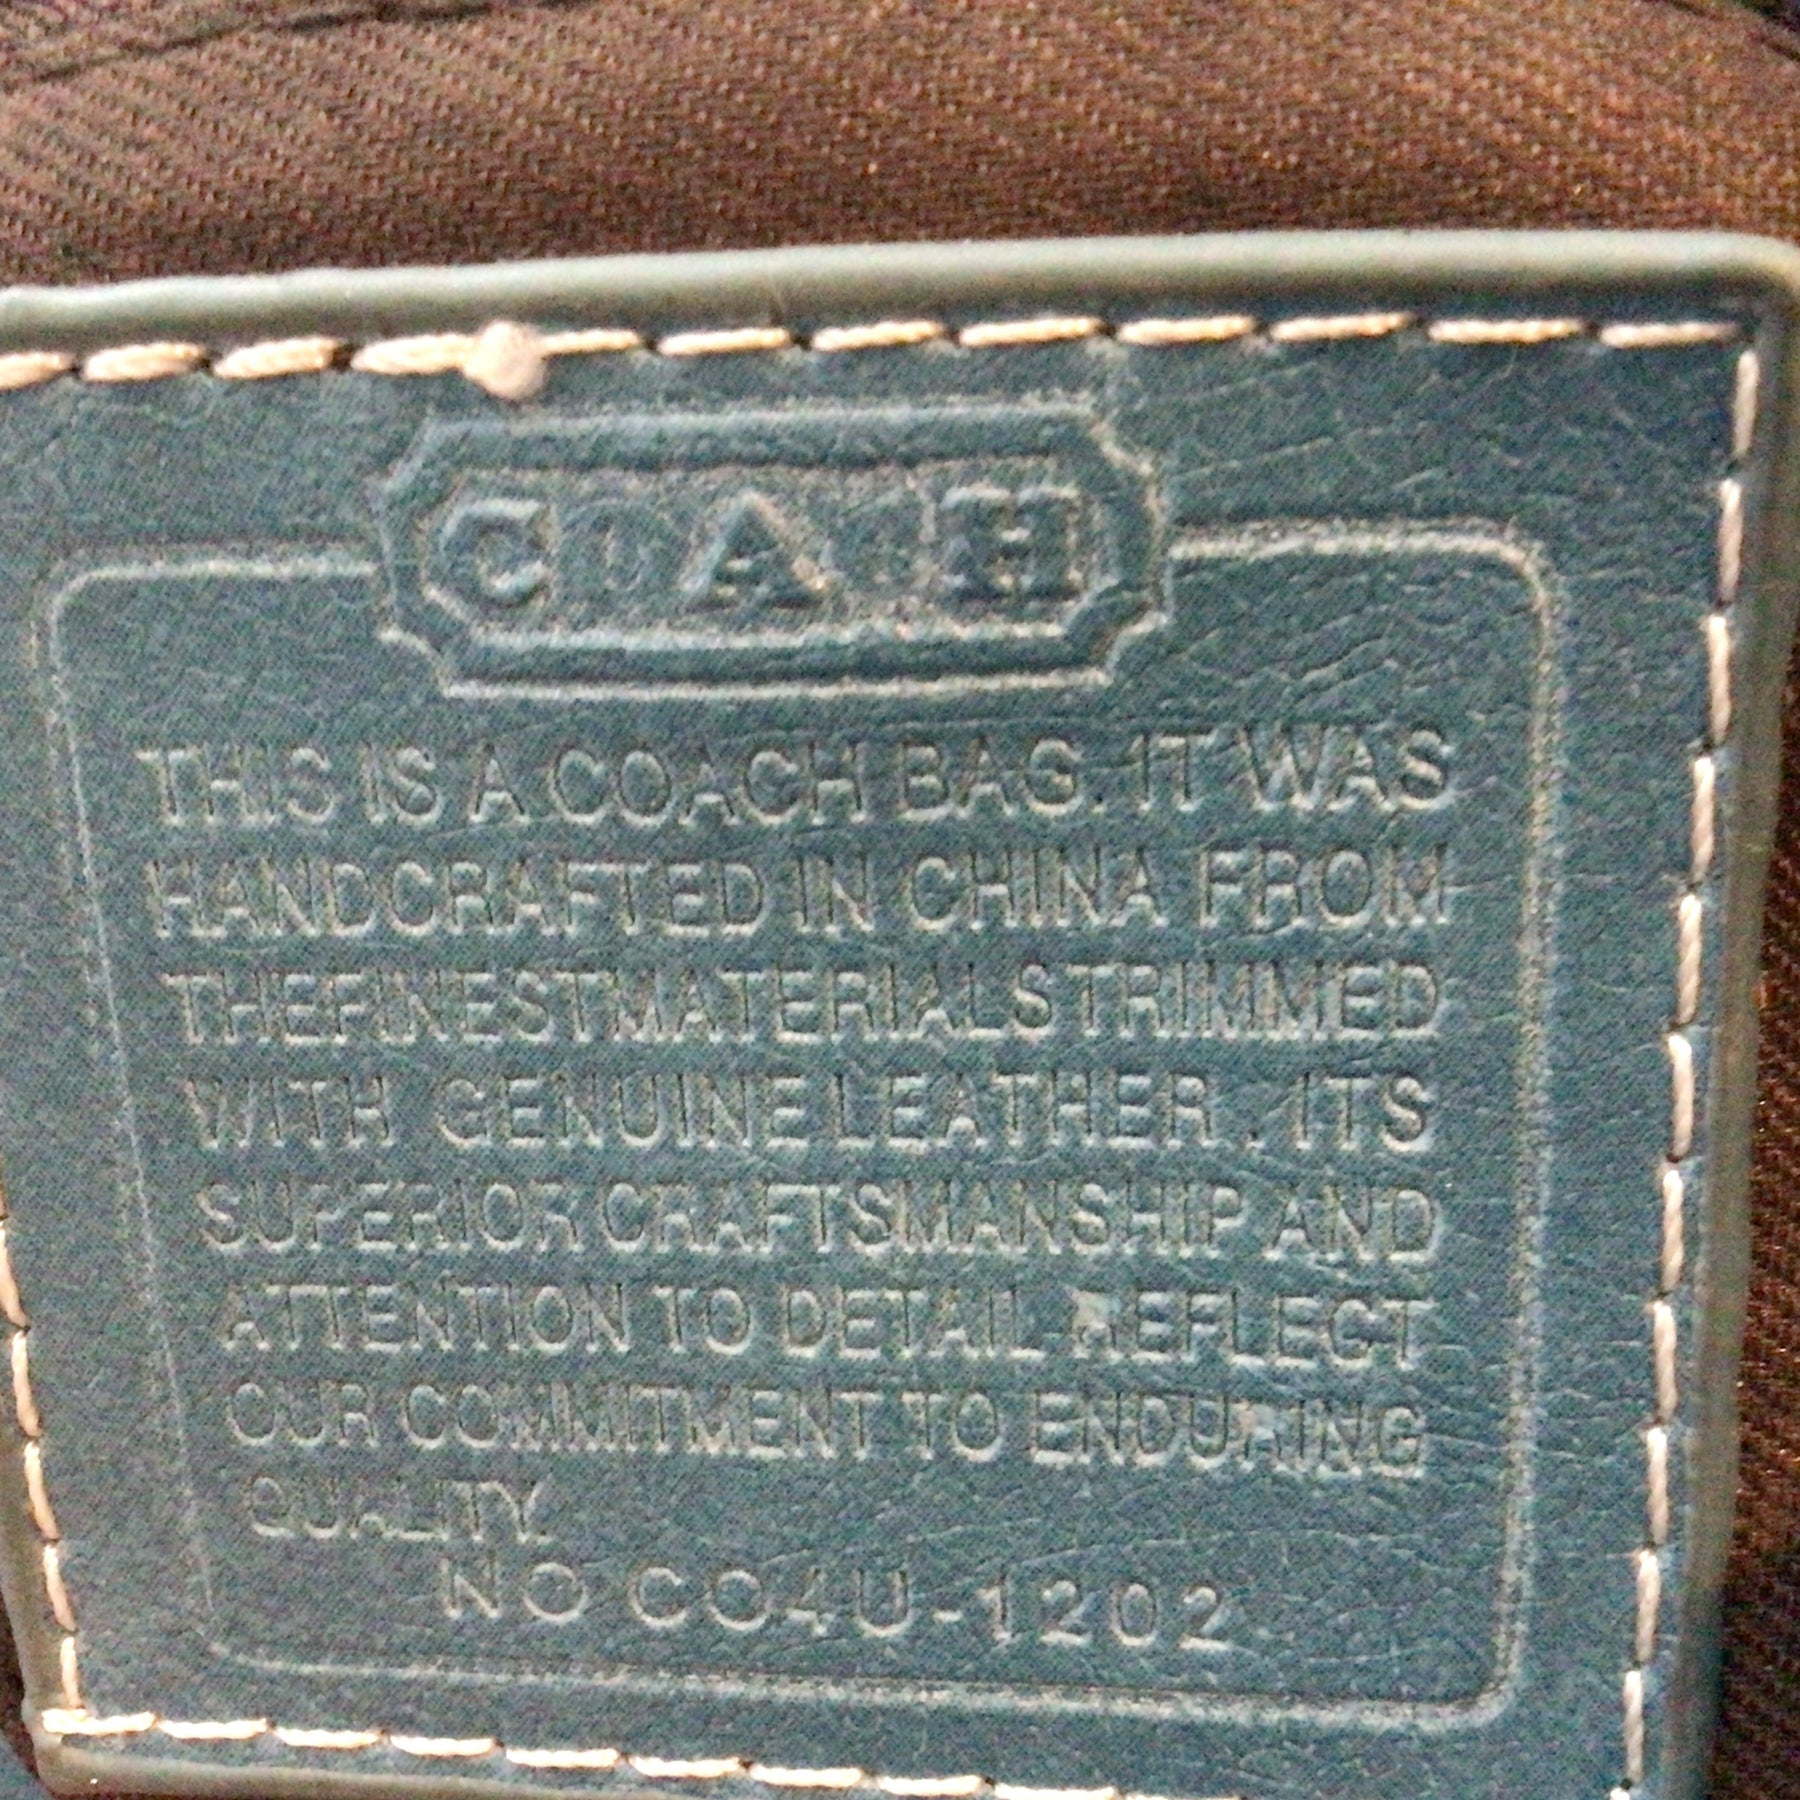 COACH
THIS IS A COACH BAG. IT WAS
HANDCRAFTED IN CHINA FROM
THEFINESTMATERIALSTRIMMED
WITH GENUINE LEATHER.. ITS
SUPERIOR CRAFTSMANSHIP AND
ATTENTION TO DETAIL REFLECT
OUR COMMITMENT TO ENDURING
QUALITY.
NO CO4U-1202